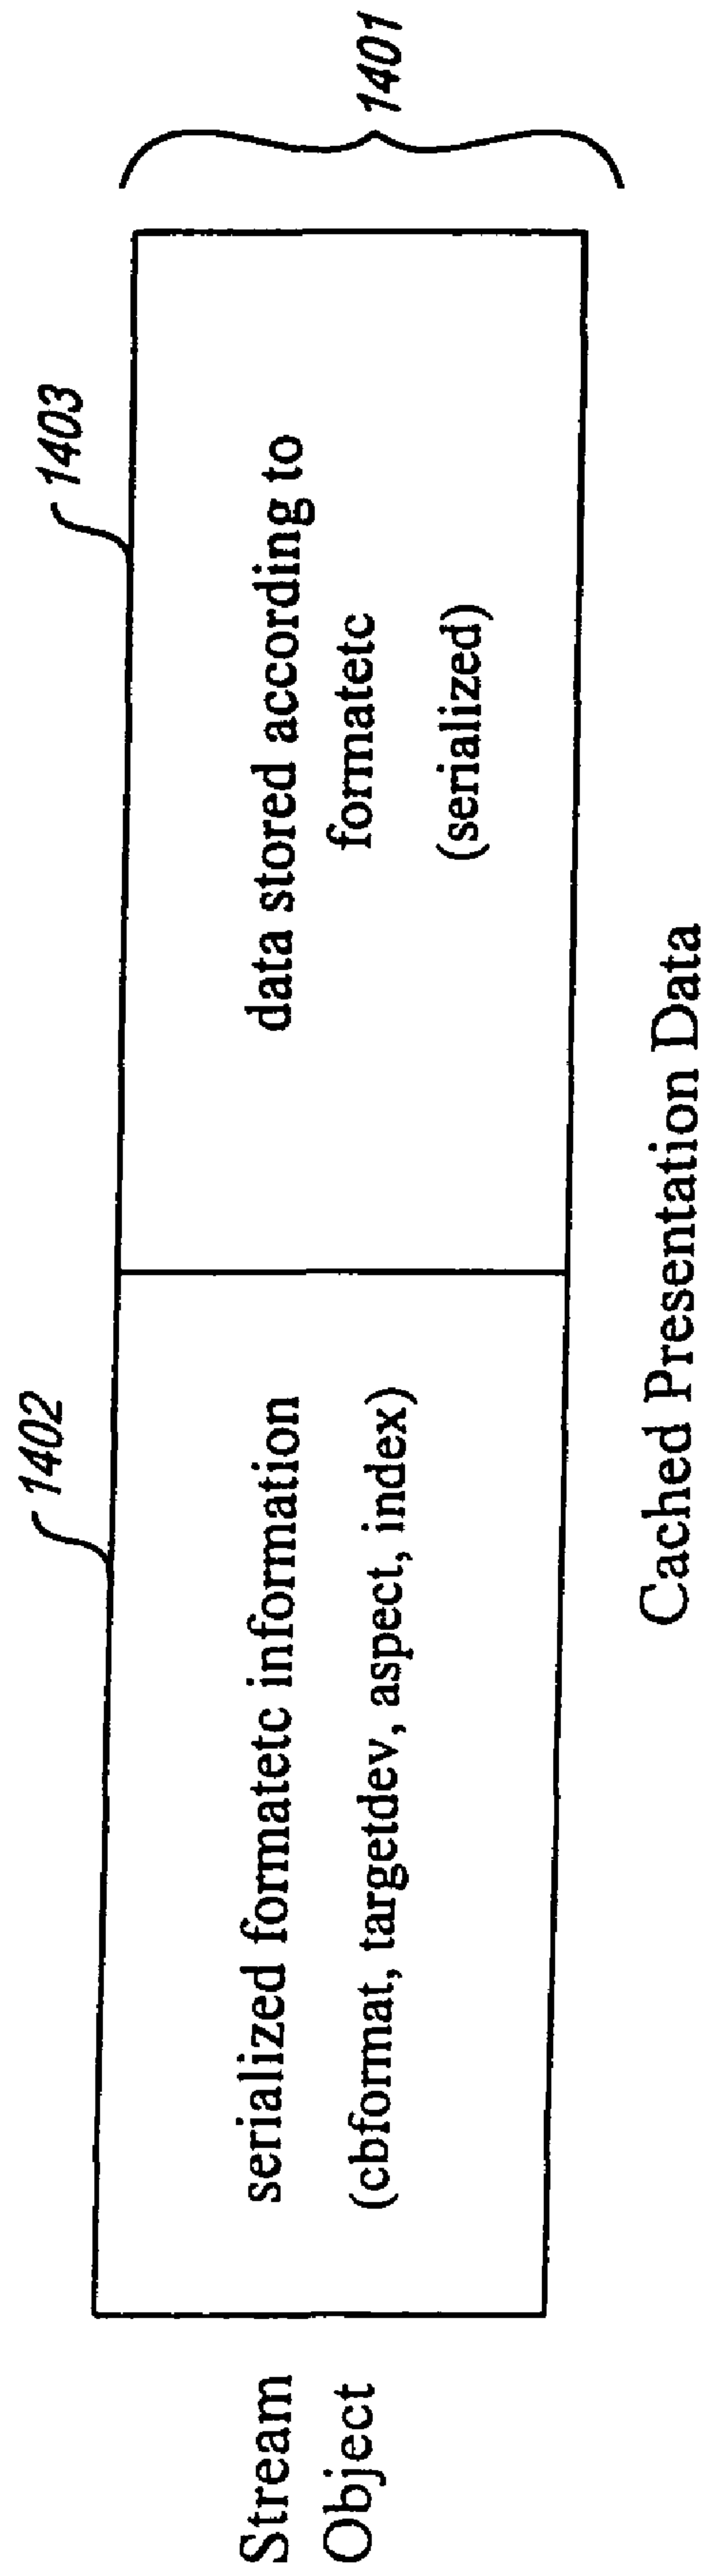 1402
1403
1401
Stream
Object
serialized formatetc information
(cbformat, targetdev, aspect, index)
data stored according to
formatetc
(serialized)
Cached Presentation Data